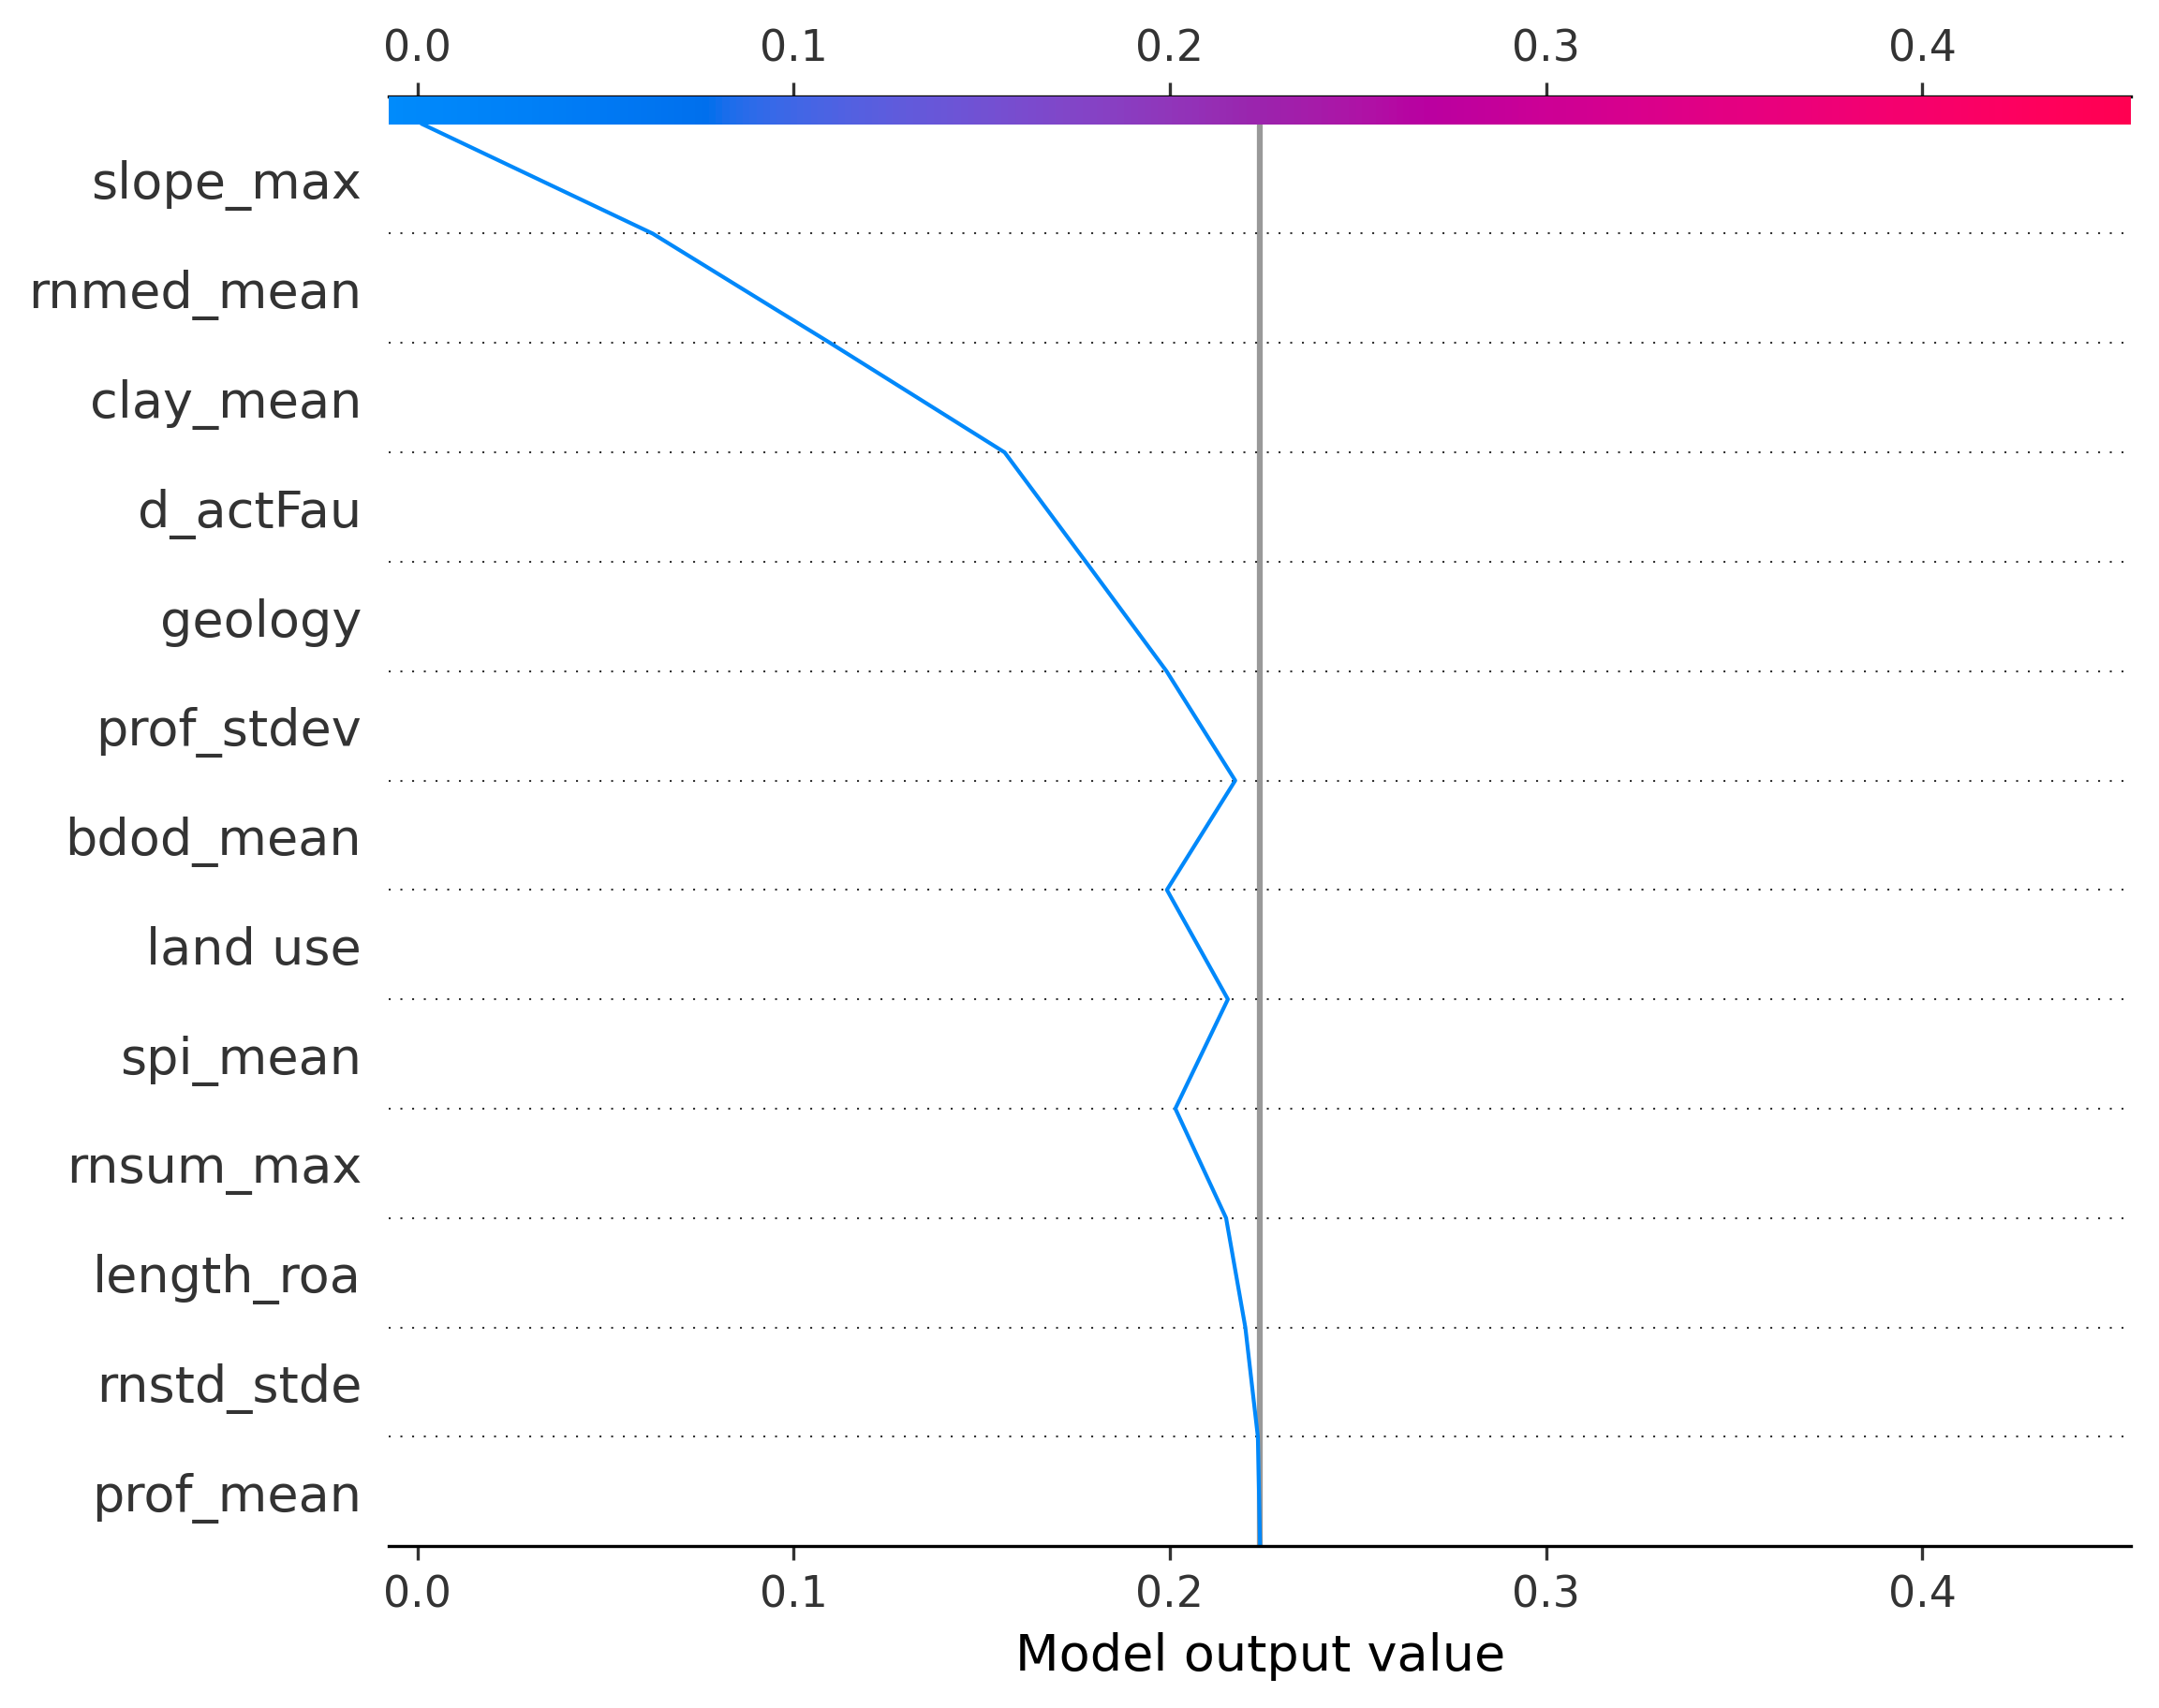 0.0 0.1 0.2 0.3 0.4
slope_max
rnmed_mean
clay_mean
d_actFau
geology
prof_stdev
bdod_mean
land use
spi_mean
rnsum_max
length_roa
rnstd_stde
prof_mean
0.0 0.1 0.2 0.3 0.4
Model output value